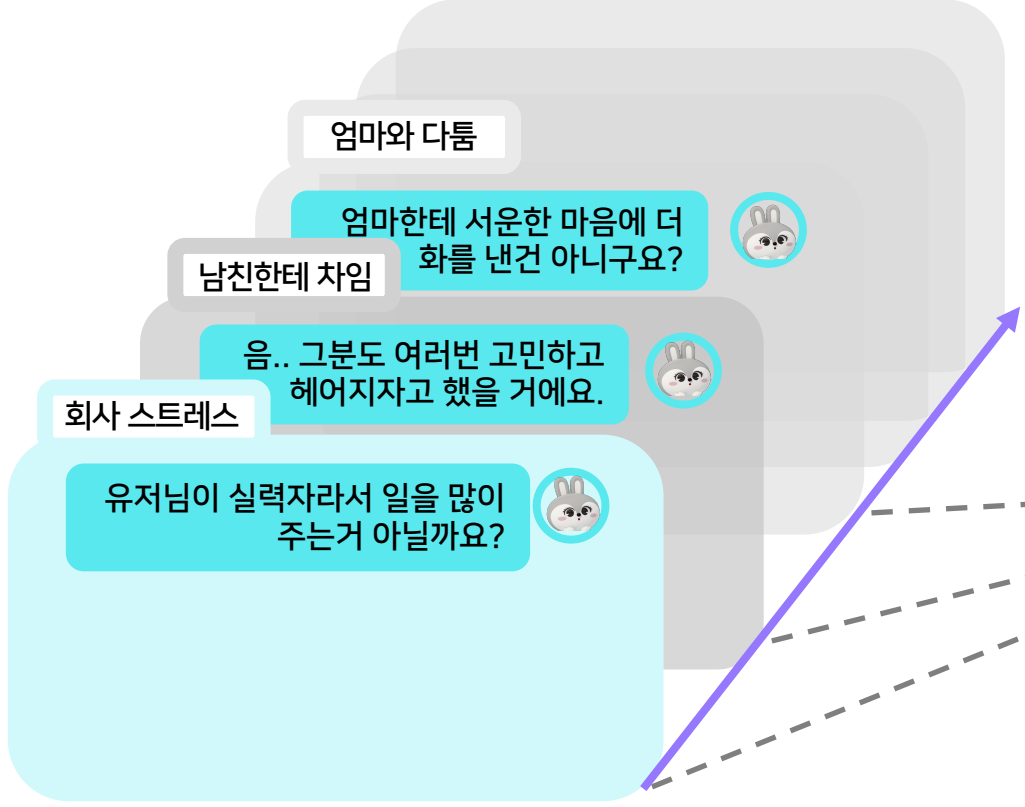 엄마와 다툼
엄마한테 서운한 마음에 더
화를 낸건 아니구요?
남친한테 차임
음.. 그분도 여러번 고민하고
헤어지자고 했을 거에요.
회사 스트레스
유저님이 실력자라서 일을 많이
주는거 아닐까요?